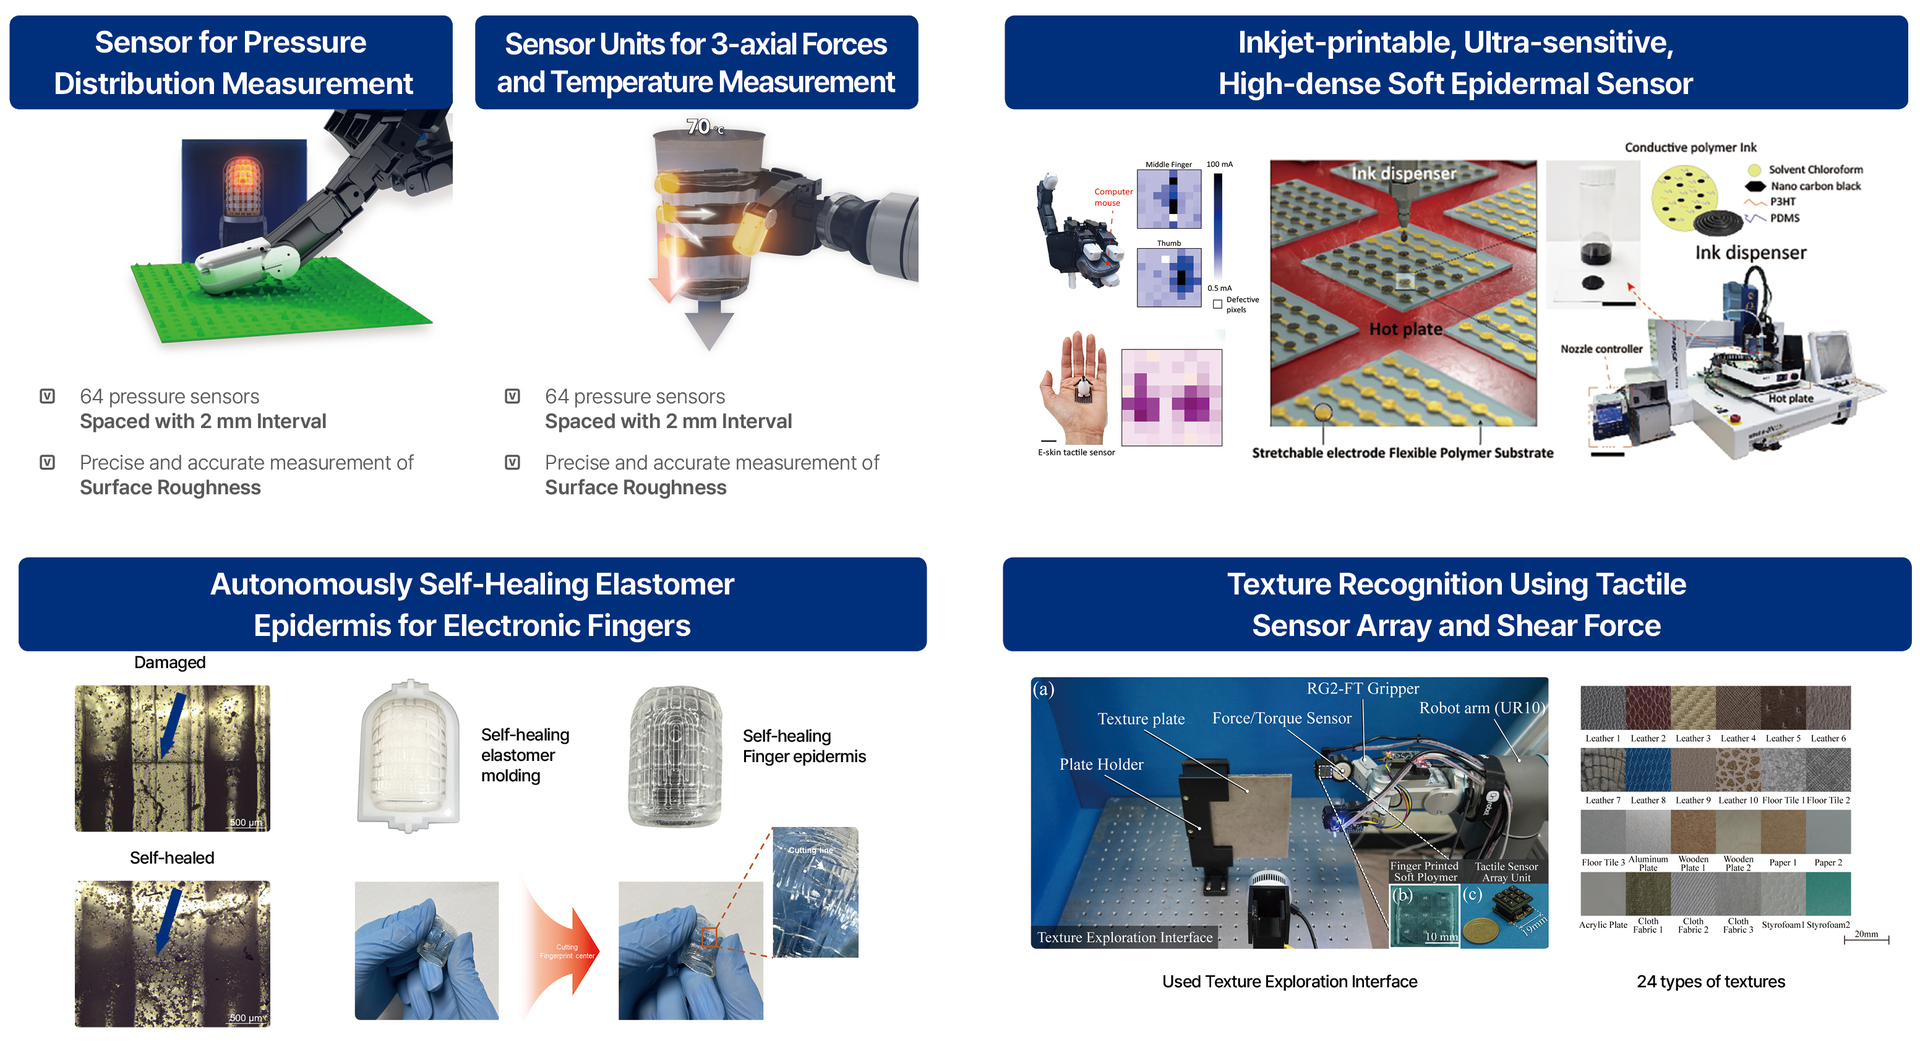 Sensor for Pressure
Distribution Measurement
Sensor Units for 3-axial Forces
and Temperature Measurement
70 °C
64 pressure sensors
Spaced with 2 mm Interval
Precise and accurate measurement of
Surface Roughness
64 pressure sensors
Spaced with 2 mm Interval
Precise and accurate measurement of
Surface Roughness
Inkjet-printable, Ultra-sensitive,
High-dense Soft Epidermal Sensor
Computer
mouse
Middle Finger
Thumb
100 mA
0.5 mA
Defective
pixels
E-skin tactile sensor
Ink dispenser
Hot plate
Stretchable electrode Flexible Polymer Substrate
Conductive polymer Ink
Solvent Chloroform
Nano carbon black
P3HT
PDMS
Ink dispenser
Nozzle controller
Hot plate
Autonomously Self-Healing Elastomer
Epidermis for Electronic Fingers
Damaged
500 µm
Self-healed
500 µm
Self-healing
elastomer
molding
Self-healing
Finger epidermis
Cutting
Fingerprint center
Cutting line
Texture Recognition Using Tactile
Sensor Array and Shear Force
(a)
RG2-FT Gripper
Texture plate
Force/Torque Sensor
Robot arm (UR10)
Plate Holder
Finger Printed
Soft Ploymer
Tactile Sensor
Array Unit
(b)
10 mm
(c)
19mm
Texture Exploration Interface
Used Texture Exploration Interface
Leather 1 Leather 2 Leather 3 Leather 4 Leather 5 Leather 6
Leather 7 Leather 8 Leather 9 Leather 10 Floor Tile 1 Floor Tile 2
Floor Tile 3 Aluminum Plate Wooden Plate 1 Wooden Plate 2 Paper 1 Paper 2
Acrylic Plate Cloth Fabric 1 Cloth Fabric 2 Cloth Fabric 3 Styrofoam1 Styrofoam2
20mm
24 types of textures